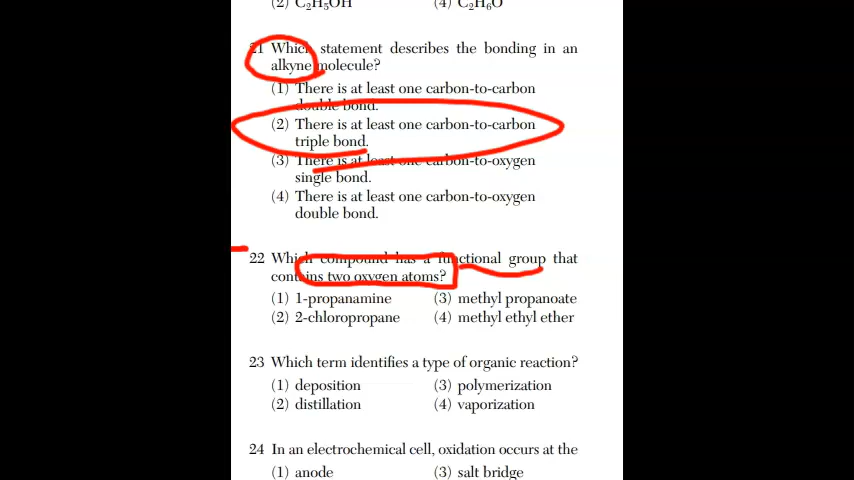 (2) C₂H₅OH (4) C₂H₆O
21 Which statement describes the bonding in an
alkyne molecule?
(1) There is at least one carbon-to-carbon
double bond.
(2) There is at least one carbon-to-carbon
triple bond.
(3) There is at least one carbon-to-oxygen
single bond.
(4) There is at least one carbon-to-oxygen
double bond.
22 Which compound has a functional group that
contains two oxygen atoms?
(1) 1-propanamine (3) methyl propanoate
(2) 2-chloropropane (4) methyl ethyl ether
23 Which term identifies a type of organic reaction?
(1) deposition (3) polymerization
(2) distillation (4) vaporization
24 In an electrochemical cell, oxidation occurs at the
(1) anode (3) salt bridge